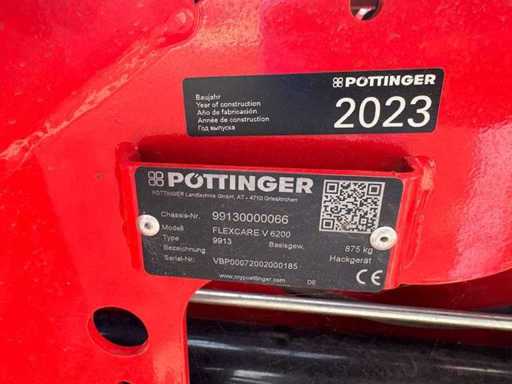 PÖTTINGER
Baujahr
Year of construction
Año de fabricación
Année de construction
Год выпуска
2023
PÖTTINGER
PÖTTINGER Landtechnik GmbH, AT - 4710 Grieskirchen
Chassis-Nr. 99130000066
Modell FLEXCARE V 6200
Type 9913 Basisgew. 875 kg
Bezeichnung Hackgerät
Serial-Nr. VBP00072002000185
www.mypoettinger.com DE CE